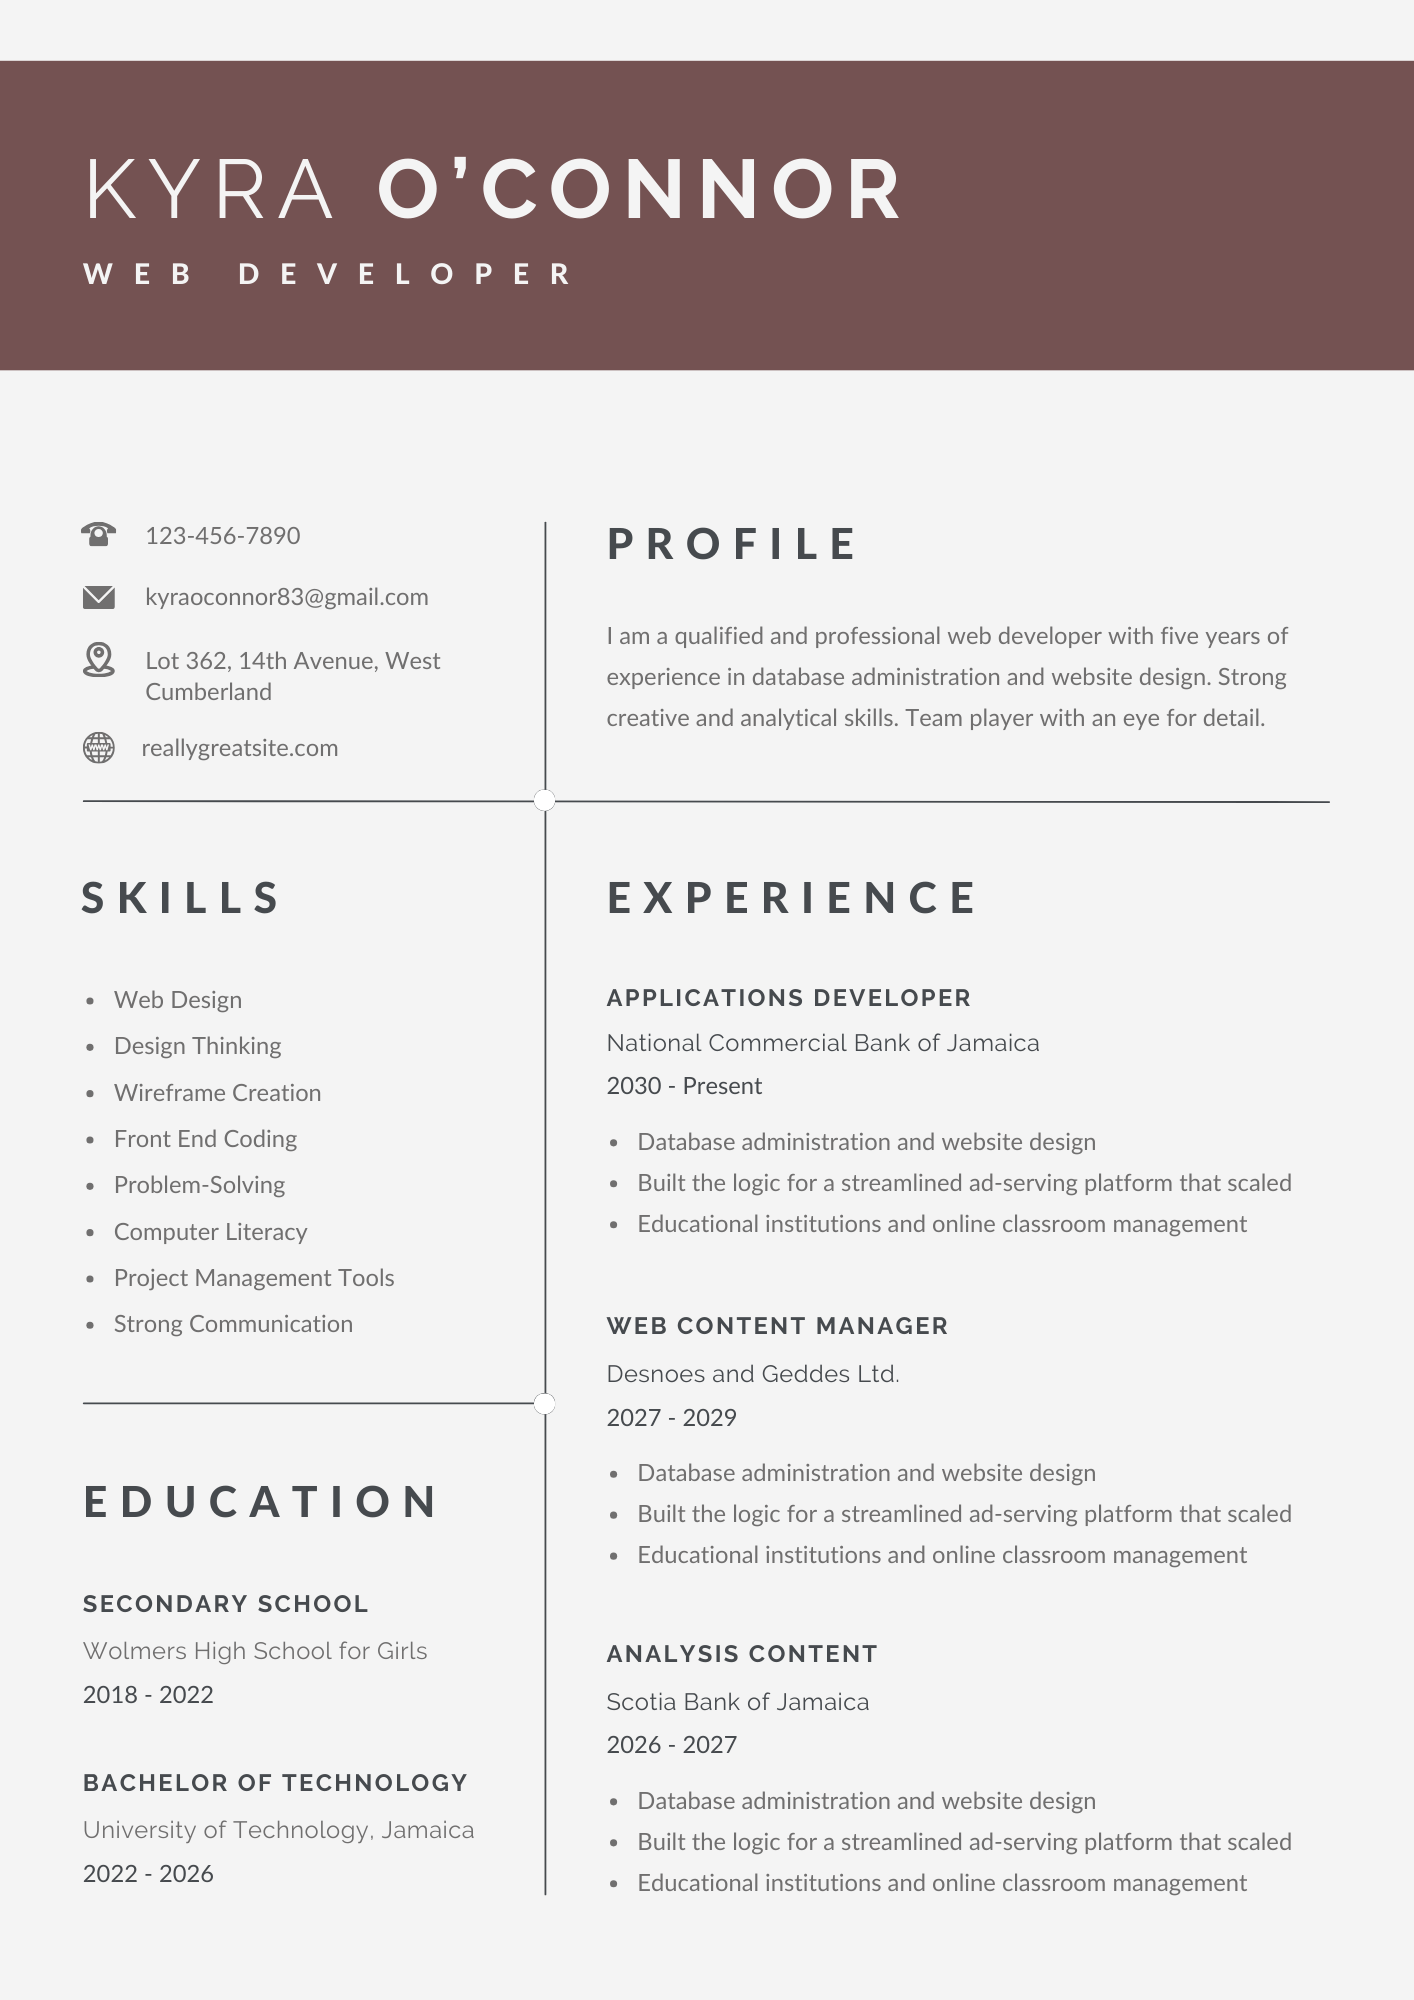 KYRA O’CONNOR
WEB DEVELOPER
123-456-7890
kyraoconnor83@gmail.com
Lot 362, 14th Avenue, West
Cumberland
www
reallygreatsite.com
PROFILE
I am a qualified and professional web developer with five years of
experience in database administration and website design. Strong
creative and analytical skills. Team player with an eye for detail.
SKILLS
• Web Design
• Design Thinking
• Wireframe Creation
• Front End Coding
• Problem-Solving
• Computer Literacy
• Project Management Tools
• Strong Communication
EDUCATION
SECONDARY SCHOOL
Wolmers High School for Girls
2018 - 2022
BACHELOR OF TECHNOLOGY
University of Technology, Jamaica
2022 - 2026
EXPERIENCE
APPLICATIONS DEVELOPER
National Commercial Bank of Jamaica
2030 - Present
• Database administration and website design
• Built the logic for a streamlined ad-serving platform that scaled
• Educational institutions and online classroom management
WEB CONTENT MANAGER
Desnoes and Geddes Ltd.
2027 - 2029
• Database administration and website design
• Built the logic for a streamlined ad-serving platform that scaled
• Educational institutions and online classroom management
ANALYSIS CONTENT
Scotia Bank of Jamaica
2026 - 2027
• Database administration and website design
• Built the logic for a streamlined ad-serving platform that scaled
• Educational institutions and online classroom management